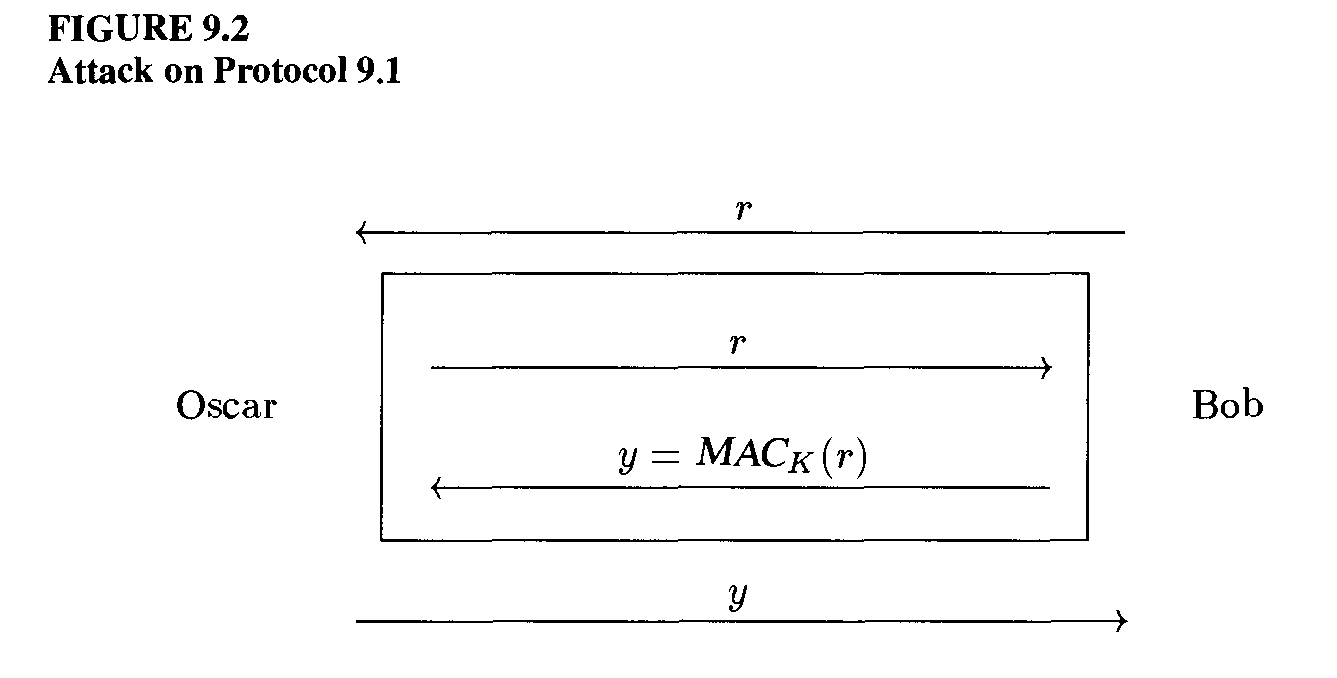 FIGURE 9.2
Attack on Protocol 9.1
r
r
Oscar
Bob
y = MAC_K(r)
y